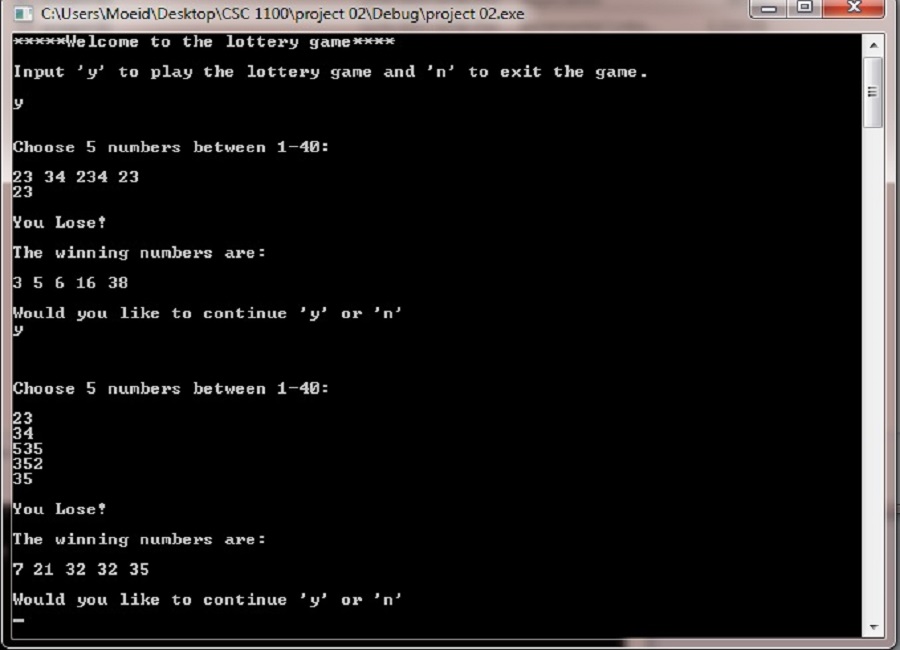 C:\Users\Moeid\Desktop\CSC 1100\project 02\Debug\project 02.exe
*****Welcome to the lottery game****
Input 'y' to play the lottery game and 'n' to exit the game.
y
Choose 5 numbers between 1-40:
23 34 234 23
23
You Lose!
The winning numbers are:
3 5 6 16 38
Would you like to continue 'y' or 'n'
y
Choose 5 numbers between 1-40:
23
34
535
352
35
You Lose!
The winning numbers are:
7 21 32 32 35
Would you like to continue 'y' or 'n'